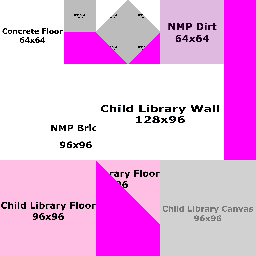 Concrete Floor
64x64
NMP Dirt
64x64
Child Library Wall
128x96
NMP Bric
96x96
Child Library Floor
96x96
rary Floor
96
Child Library Canvas
96x96